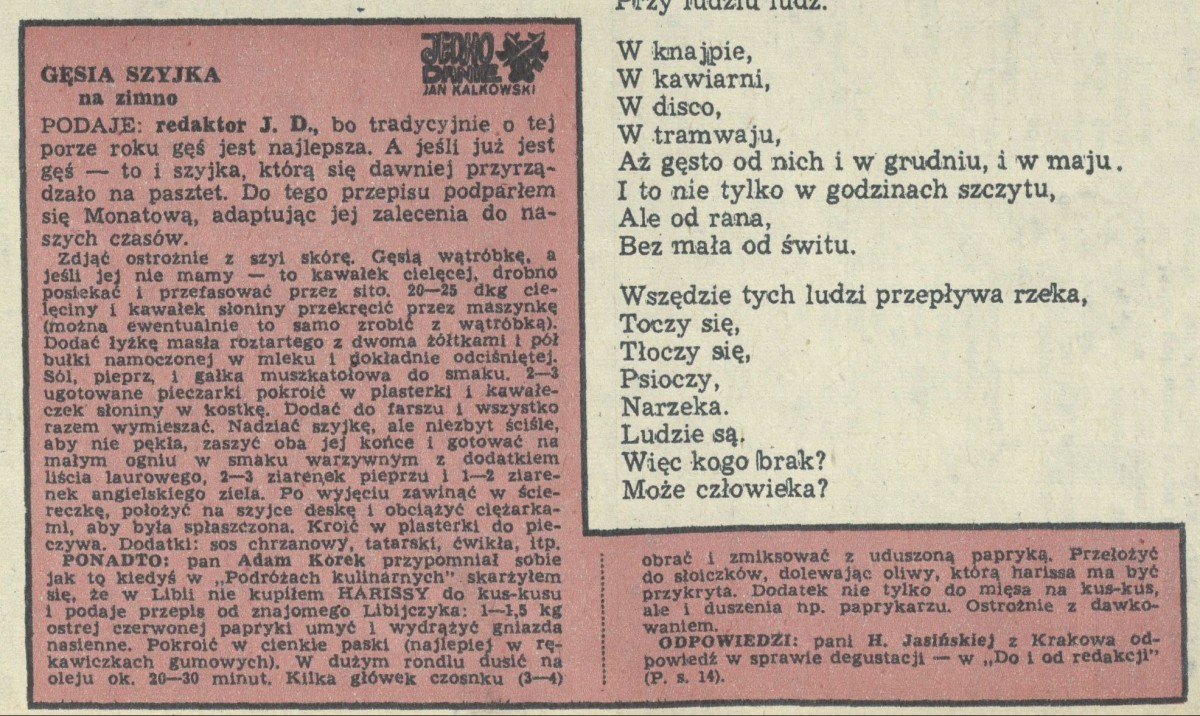 JEDNO
DANIE
JAN KALKOWSKI
GĘSIA SZYJKA
na zimno
PODAJE: redaktor J. D., bo tradycyjnie o tej
porze roku gęś jest najlepsza. A jeśli już jest
gęś — to i szyjka, którą się dawniej przyrzą-
dzało na pasztet. Do tego przepisu podparłem
się Monatową, adaptując jej zalecenia do na-
szych czasów.
Zdjąć ostrożnie z szyi skórę. Gęsią wątróbkę, a
jeśli jej nie mamy — to kawałek cielęcej, drobno
posiekać i przefasować przez sito. 20—25 dkg cie-
lęciny i kawałek słoniny przekręcić przez maszynkę
(można ewentualnie to samo zrobić z wątróbką).
Dodać łyżkę masła roztartego z dwoma żółtkami i pół
bułki namoczonej w mleku i dokładnie odciśniętej.
Sól, pieprz, i gałka muszkatołowa do smaku. 2—3
ugotowane pieczarki pokroić w plasterki i kawałe-
czek słoniny w kostkę. Dodać do farszu i wszystko
razem wymieszać. Nadziać szyjkę, ale niezbyt ściśle,
aby nie pękła, zaszyć oba jej końce i gotować na
małym ogniu w smaku warzywnym z dodatkiem
liścia laurowego, 2—3 ziarenek pieprzu i 1—2 ziare-
nek angielskiego ziela. Po wyjęciu zawinąć w ście-
reczkę, położyć na szyjce deskę i obciążyć ciężarka-
mi, aby była spłaszczona. Kroić w plasterki do pie-
czywa. Dodatki: sos chrzanowy, tatarski, ćwikła, itp.
PONADTO: pan Adam Kórek przypomniał sobie
jak to kiedyś w „Podróżach kulinarnych” skarżyłem
się, że w Libii nie kupiłem HARISSY do kus-kusu
i podaje przepis od znajomego Libijczyka: 1—1,5 kg
ostrej czerwonej papryki umyć i wydrążyć gniazda
nasienne. Pokroić w cienkie paski (najlepiej w rę-
kawiczkach gumowych). W dużym rondlu dusić na
oleju ok. 20—30 minut. Kilka główek czosnku (3—4)
obrać i zmiksować z uduszoną papryką. Przełożyć
do słoiczków, dolewając oliwy, którą harissa ma być
przykryta. Dodatek nie tylko do mięsa na kus-kus,
ale i duszenia np. paprykarzu. Ostrożnie z dawko-
waniem.
ODPOWIEDŹI: pani H. Jasińskiej z Krakowa od-
powiedź w sprawie degustacji — w „Do i od redakcji”
(P. s. 14).
Przy ludziu ludź.
W knajpie,
W kawiarni,
W disco,
W tramwaju,
Aż gęsto od nich i w grudniu, i w maju.
I to nie tylko w godzinach szczytu,
Ale od rana,
Bez mała od świtu.
Wszędzie tych ludzi przepływa rzeka,
Toczy się,
Tłoczy się,
Psioczy,
Narzeka.
Ludzie są.
Więc kogo brak?
Może człowieka?